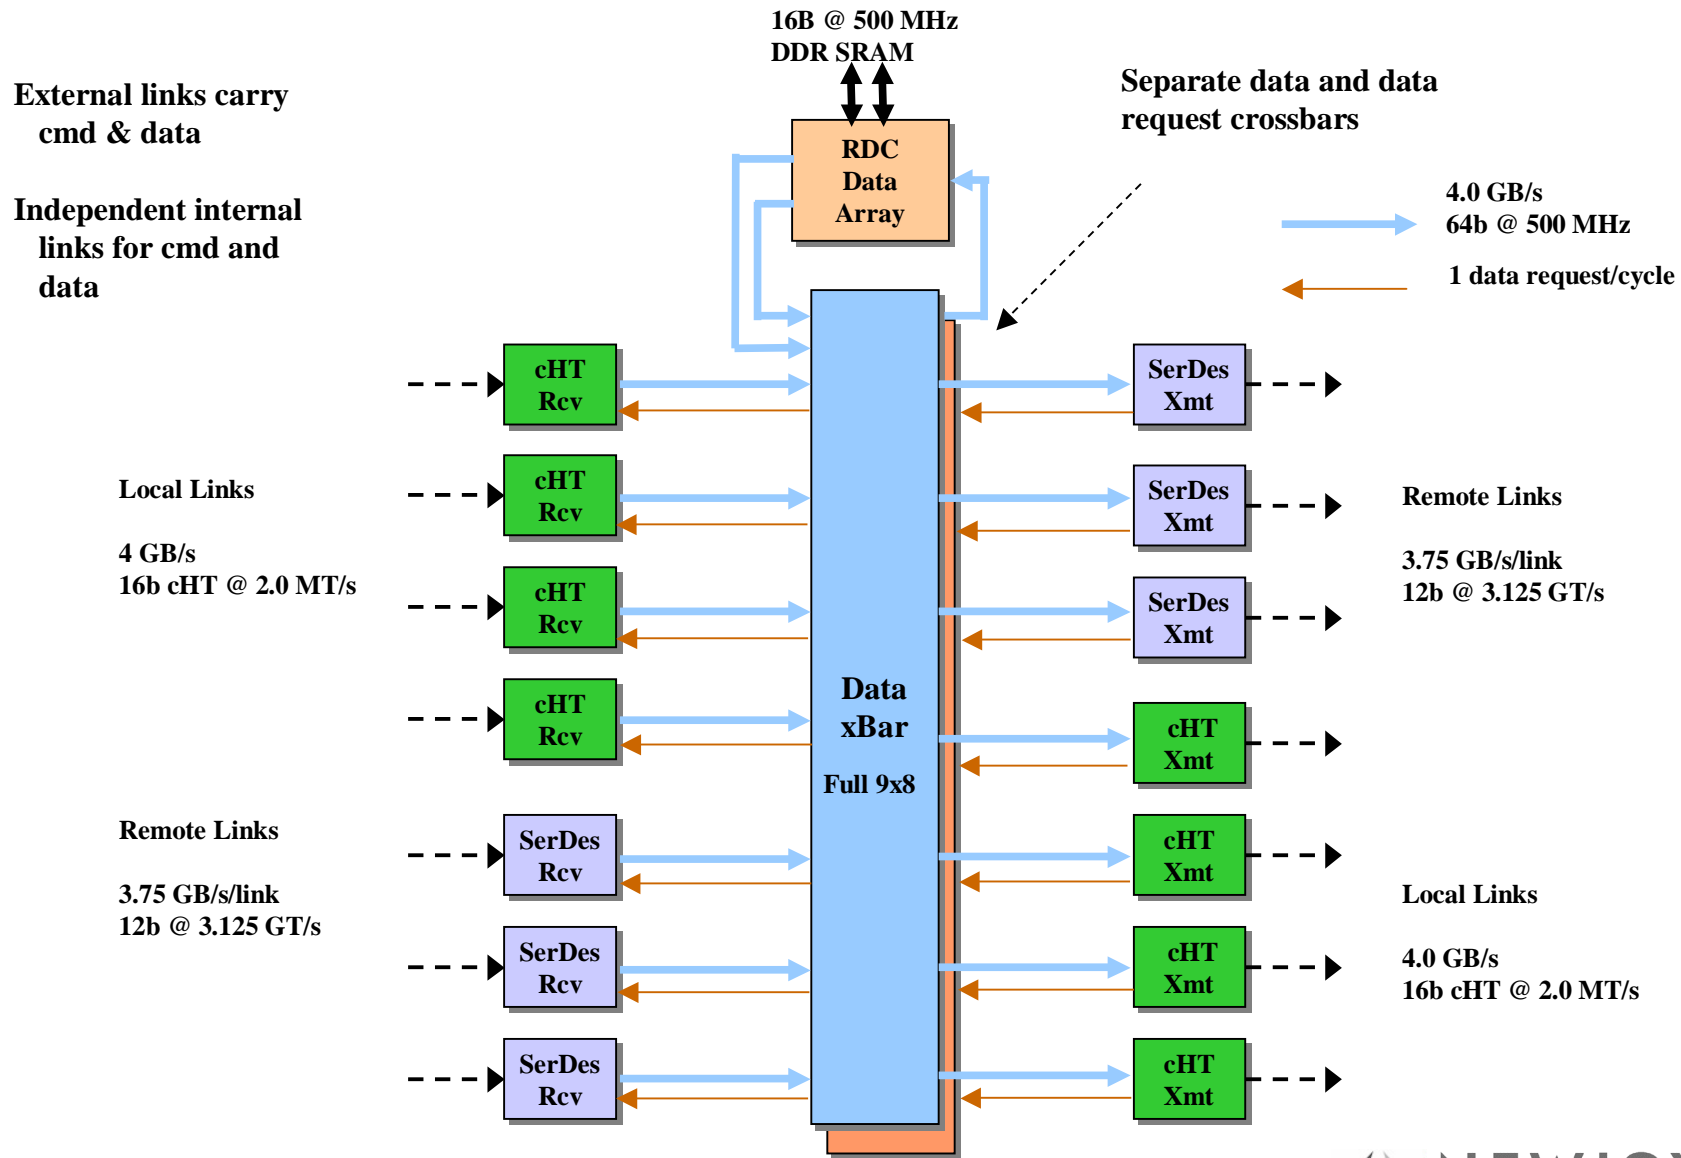 16B @ 500 MHz
DDR SRAM
External links carry
cmd & data
Independent internal
links for cmd and
data
Separate data and data
request crossbars
RDC
Data
Array
4.0 GB/s
64b @ 500 MHz
1 data request/cycle
cHT
Rcv
SerDes
Xmt
Local Links
4 GB/s
16b cHT @ 2.0 MT/s
cHT
Rcv
SerDes
Xmt
Remote Links
3.75 GB/s/link
12b @ 3.125 GT/s
cHT
Rcv
SerDes
Xmt
cHT
Rcv
Data
xBar
Full 9x8
cHT
Xmt
Remote Links
3.75 GB/s/link
12b @ 3.125 GT/s
SerDes
Rcv
cHT
Xmt
Local Links
4.0 GB/s
16b cHT @ 2.0 MT/s
SerDes
Rcv
cHT
Xmt
SerDes
Rcv
cHT
Xmt